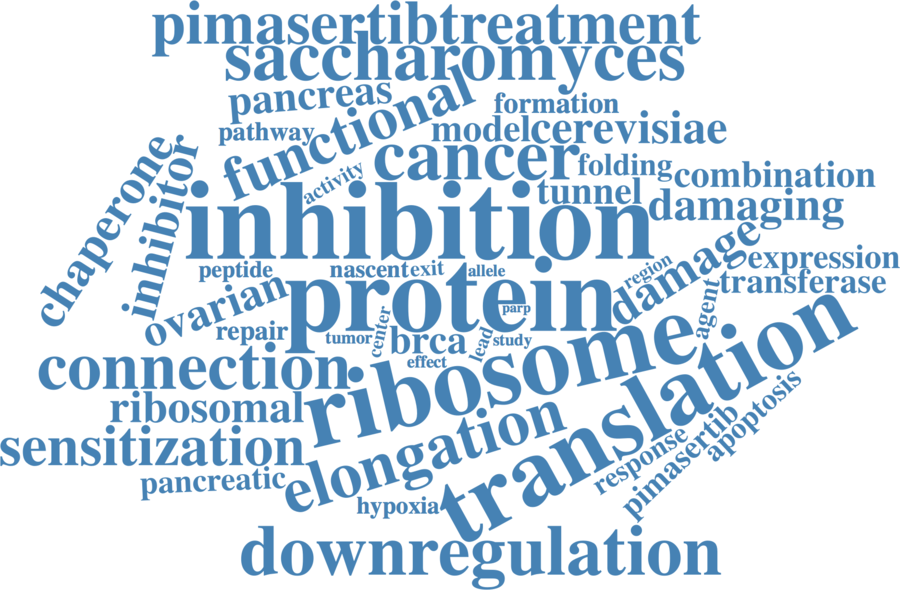 pimasertibtreatment
saccharomyces
pancreas
formation
pathway
functional
modelcerevisiae
chaperone
inhibitor
activity
cancer
folding
combination
tunnel
inhibition
damaging
peptide
nascent
exit
allele
region
damage
expression
transferase
ovarian
protein
parp
agent
repair
tumor
center
brca
lead
study
effect
connection
ribosome
translation
ribosomal
sensitization
elongation
pancreatic
hypoxia
response
pimasertib
apoptosis
downregulation